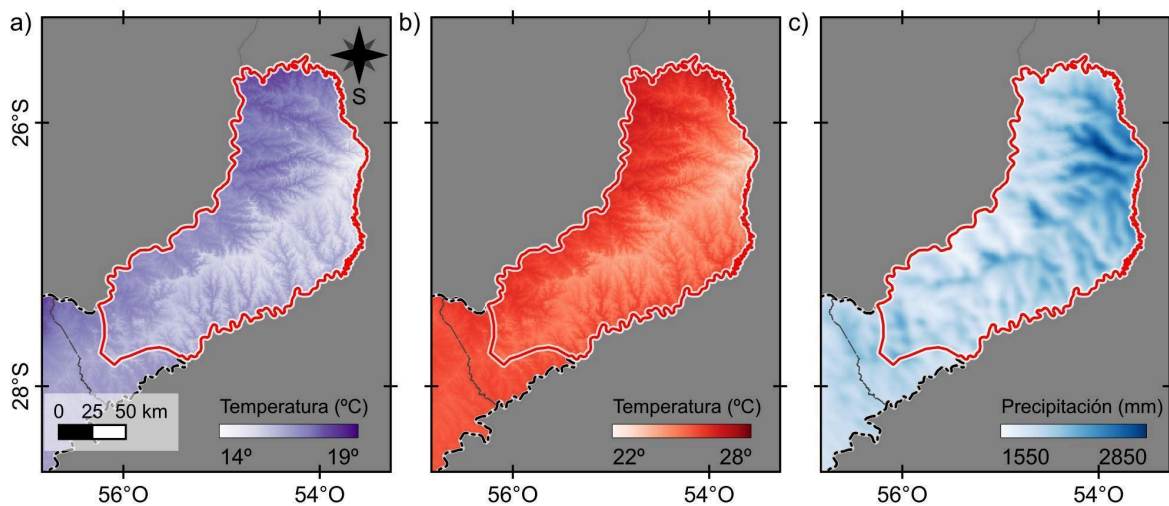 a)
S
26°S
28°S
0 25 50 km
Temperatura (ºC)
14º 19º
56°O 54°O
b)
Temperatura (ºC)
22º 28º
56°O 54°O
c)
Precipitación (mm)
1550 2850
56°O 54°O